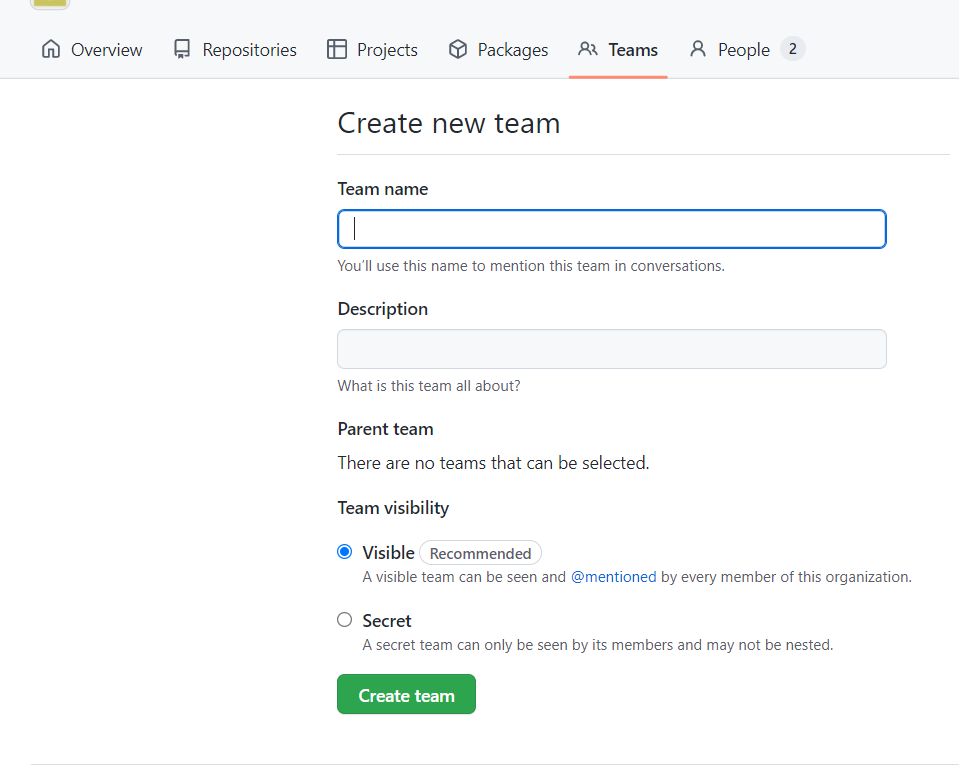 Overview Repositories Projects Packages Teams People 2
Create new team
Team name
You’ll use this name to mention this team in conversations.
Description
What is this team all about?
Parent team
There are no teams that can be selected.
Team visibility
Visible Recommended
A visible team can be seen and @mentioned by every member of this organization.
Secret
A secret team can only be seen by its members and may not be nested.
Create team